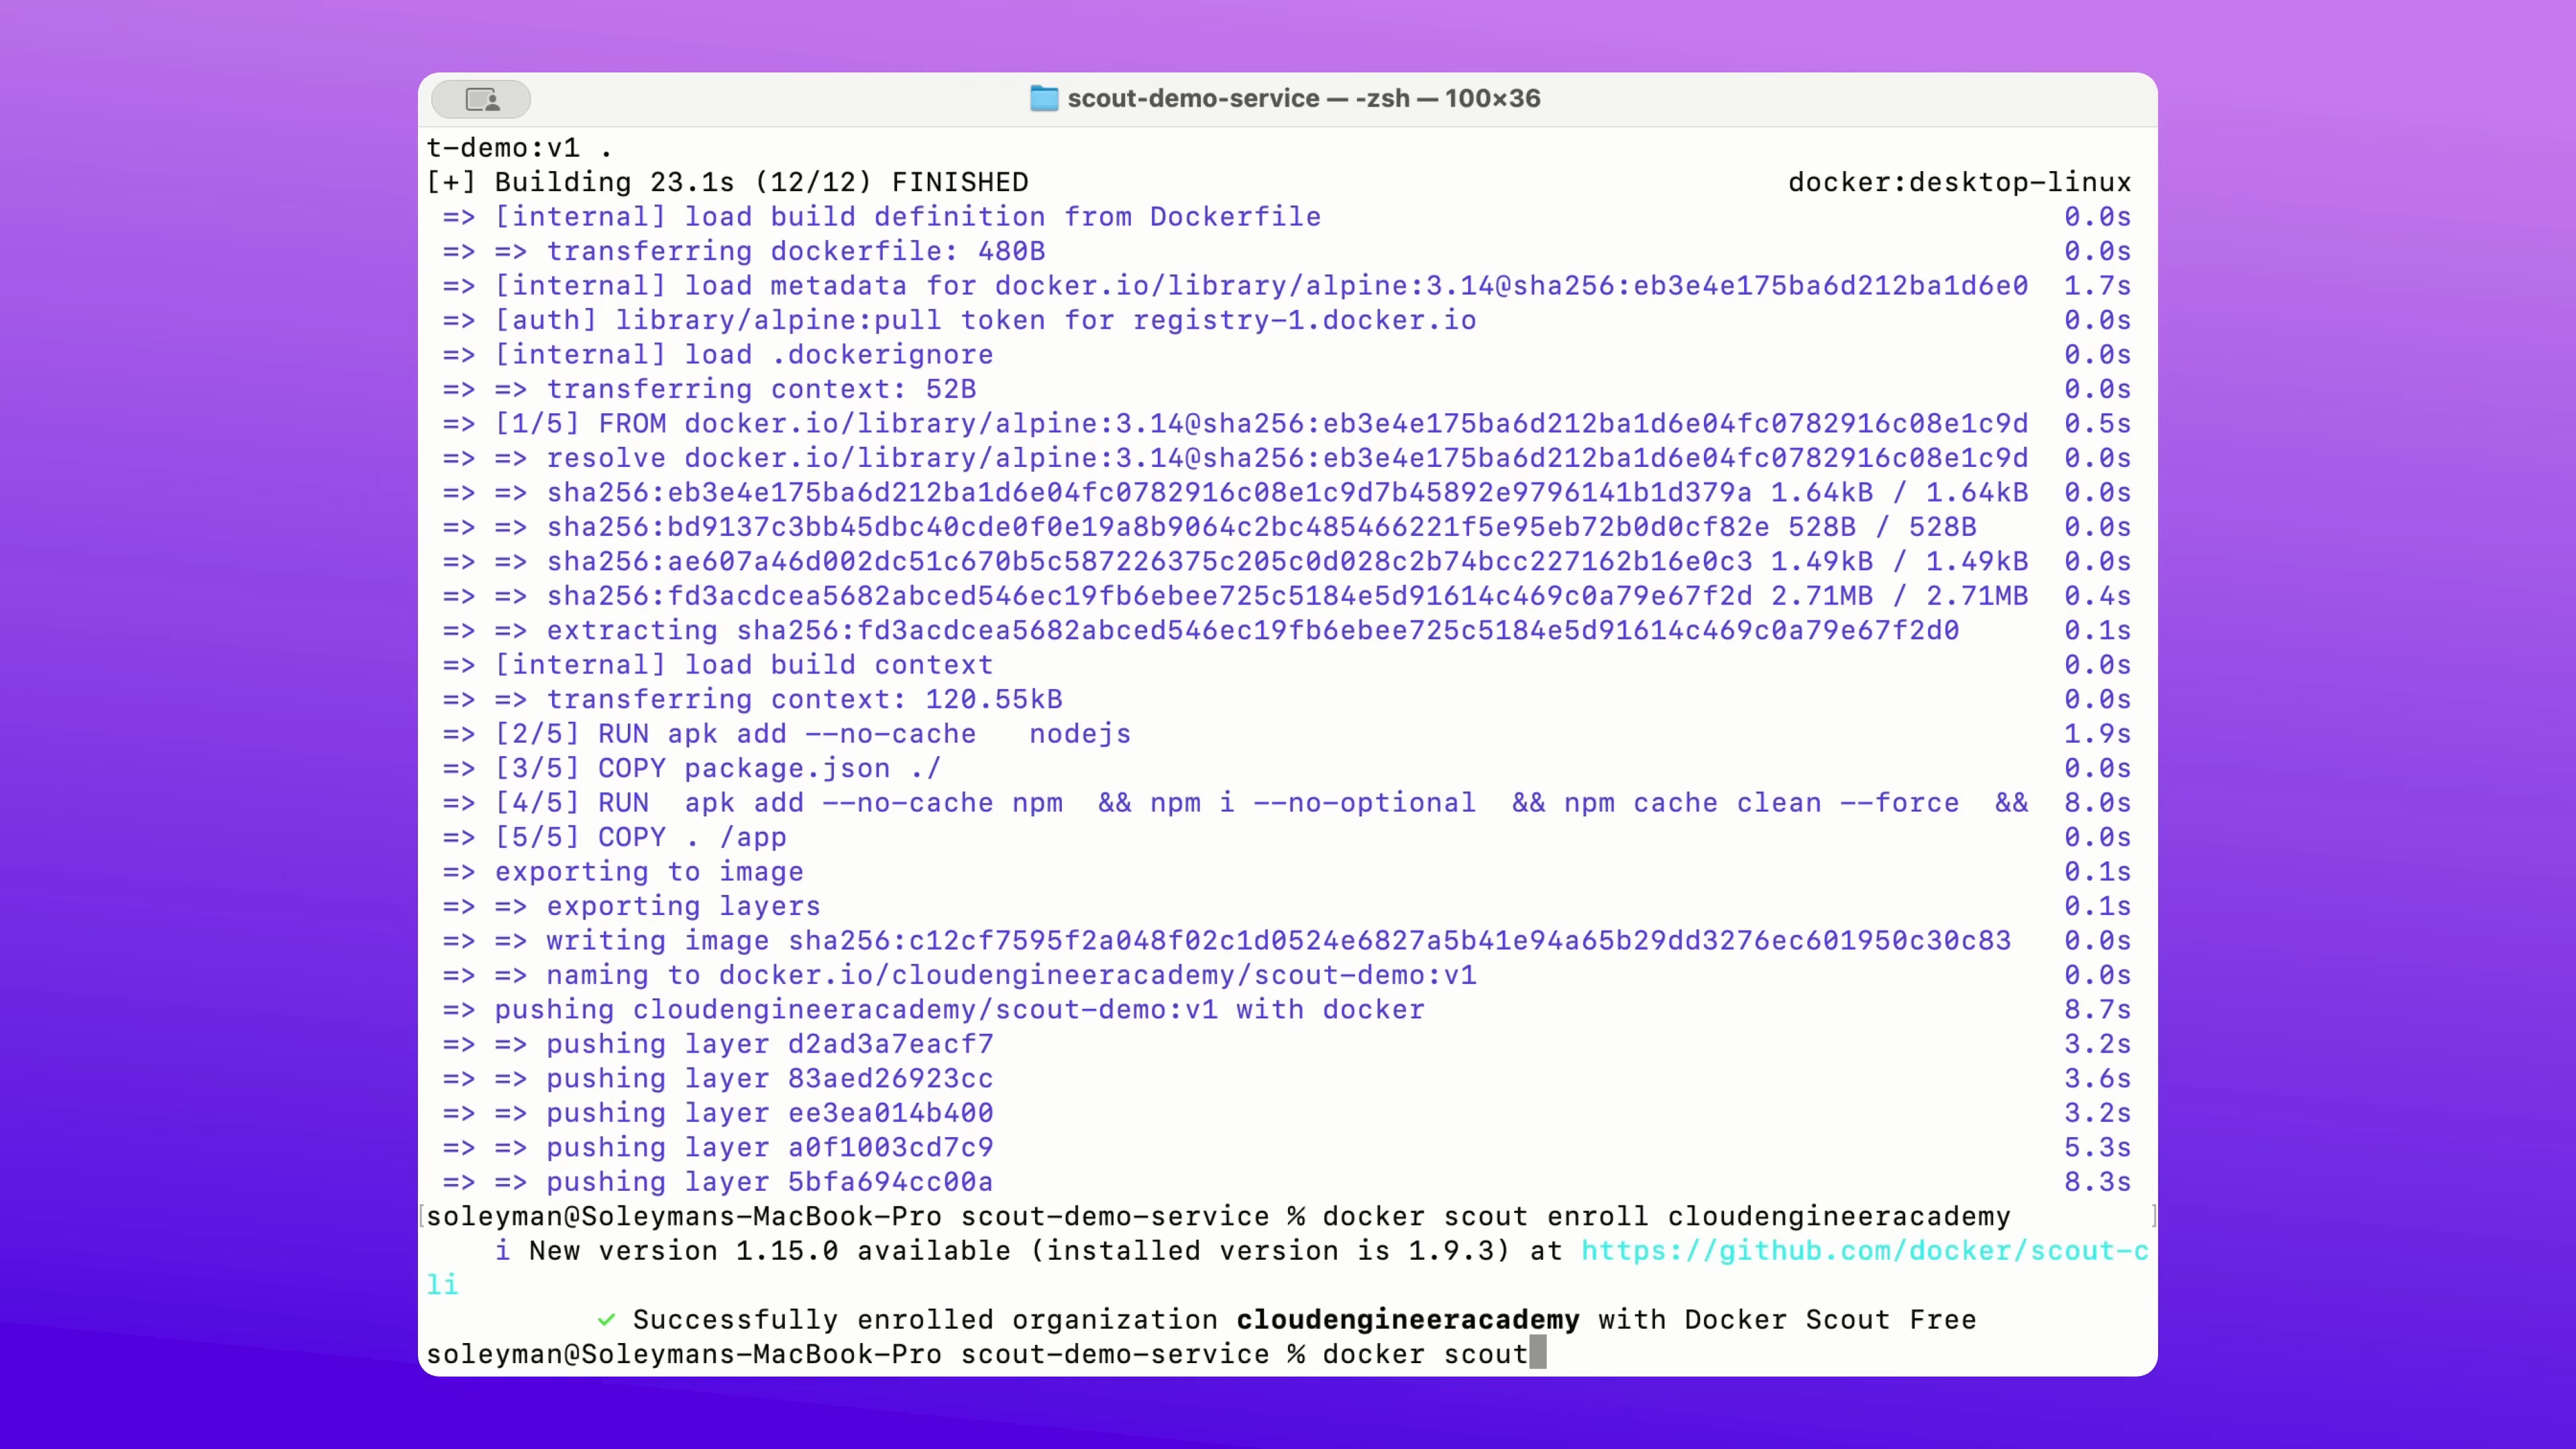 scout-demo-service — -zsh — 100×36
t-demo:v1 .
[+] Building 23.1s (12/12) FINISHED docker:desktop-linux
=> [internal] load build definition from Dockerfile 0.0s
=> => transferring dockerfile: 480B 0.0s
=> [internal] load metadata for docker.io/library/alpine:3.14@sha256:eb3e4e175ba6d212ba1d6e0 1.7s
=> [auth] library/alpine:pull token for registry-1.docker.io 0.0s
=> [internal] load .dockerignore 0.0s
=> => transferring context: 52B 0.0s
=> [1/5] FROM docker.io/library/alpine:3.14@sha256:eb3e4e175ba6d212ba1d6e04fc0782916c08e1c9d 0.5s
=> => resolve docker.io/library/alpine:3.14@sha256:eb3e4e175ba6d212ba1d6e04fc0782916c08e1c9d 0.0s
=> => sha256:eb3e4e175ba6d212ba1d6e04fc0782916c08e1c9d7b45892e9796141b1d379a 1.64kB / 1.64kB 0.0s
=> => sha256:bd9137c3bb45dbc40cde0f0e19a8b9064c2bc485466221f5e95eb72b0d0cf82e 528B / 528B 0.0s
=> => sha256:ae607a46d002dc51c670b5c587226375c205c0d028c2b74bcc227162b16e0c3 1.49kB / 1.49kB 0.0s
=> => sha256:fd3acdcea5682abced546ec19fb6ebee725c5184e5d91614c469c0a79e67f2d 2.71MB / 2.71MB 0.4s
=> => extracting sha256:fd3acdcea5682abced546ec19fb6ebee725c5184e5d91614c469c0a79e67f2d0 0.1s
=> [internal] load build context 0.0s
=> => transferring context: 120.55kB 0.0s
=> [2/5] RUN apk add --no-cache   nodejs 1.9s
=> [3/5] COPY package.json ./ 0.0s
=> [4/5] RUN  apk add --no-cache npm  && npm i --no-optional  && npm cache clean --force  && 8.0s
=> [5/5] COPY . /app 0.0s
=> exporting to image 0.1s
=> => exporting layers 0.1s
=> => writing image sha256:c12cf7595f2a048f02c1d0524e6827a5b41e94a65b29dd3276ec601950c30c83 0.0s
=> => naming to docker.io/cloudengineeracademy/scout-demo:v1 0.0s
=> pushing cloudengineeracademy/scout-demo:v1 with docker 8.7s
=> => pushing layer d2ad3a7eacf7 3.2s
=> => pushing layer 83aed26923cc 3.6s
=> => pushing layer ee3ea014b400 3.2s
=> => pushing layer a0f1003cd7c9 5.3s
=> => pushing layer 5bfa694cc00a 8.3s
[soleyman@Soleymans-MacBook-Pro scout-demo-service % docker scout enroll cloudengineeracademy ]
i New version 1.15.0 available (installed version is 1.9.3) at https://github.com/docker/scout-c
li
✓ Successfully enrolled organization cloudengineeracademy with Docker Scout Free
soleyman@Soleymans-MacBook-Pro scout-demo-service % docker scout